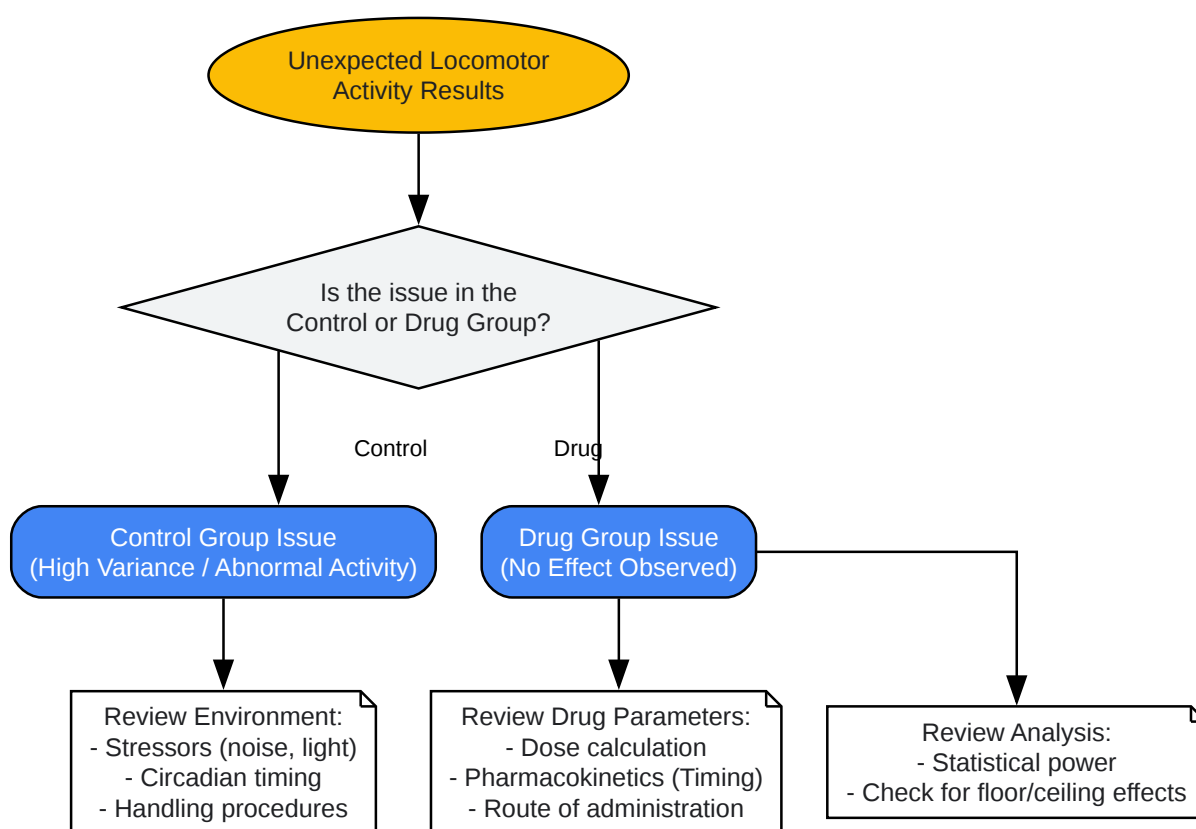 Unexpected Locomotor
Activity Results
Is the issue in the
Control or Drug Group?
Control
Drug
Control Group Issue
(High Variance / Abnormal Activity)
Drug Group Issue
(No Effect Observed)
Review Environment:
- Stressors (noise, light)
- Circadian timing
- Handling procedures
Review Drug Parameters:
- Dose calculation
- Pharmacokinetics (Timing)
- Route of administration
Review Analysis:
- Statistical power
- Check for floor/ceiling effects